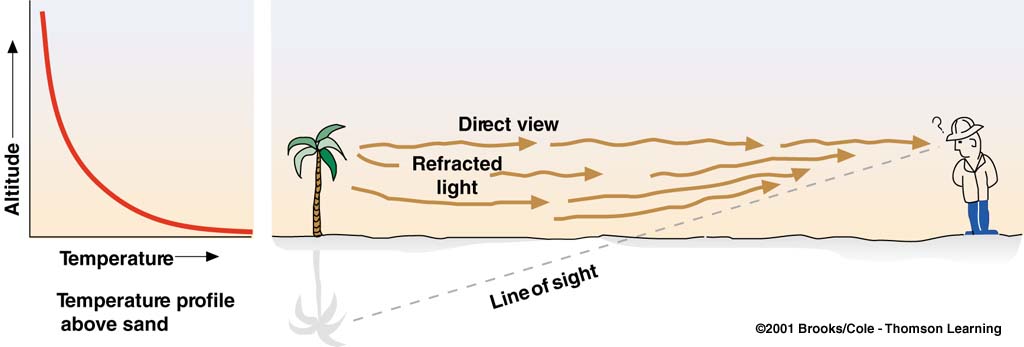 Altitude
Temperature
Temperature profile
above sand
Direct view
Refracted
light
?
Line of sight
©2001 Brooks/Cole - Thomson Learning